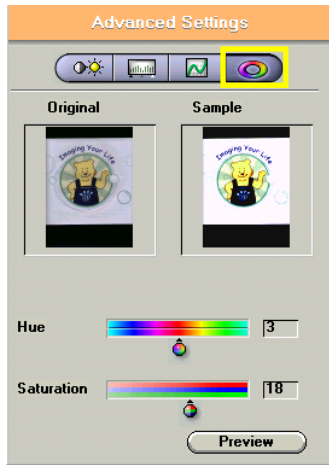 Advanced Settings
Original Sample
Imaging Your Life
Imaging Your Life
Hue 3
Saturation 18
Preview